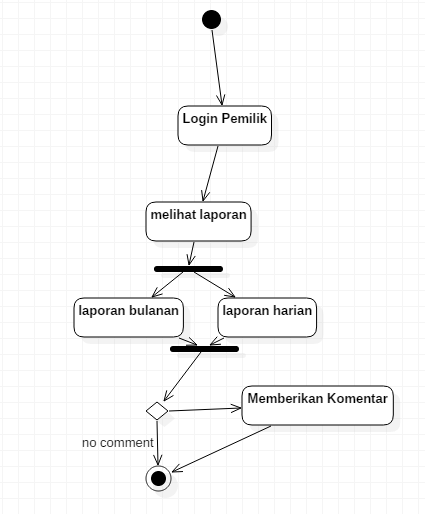 Login Pemilik
melihat laporan
laporan bulanan
laporan harian
Memberikan Komentar
no comment